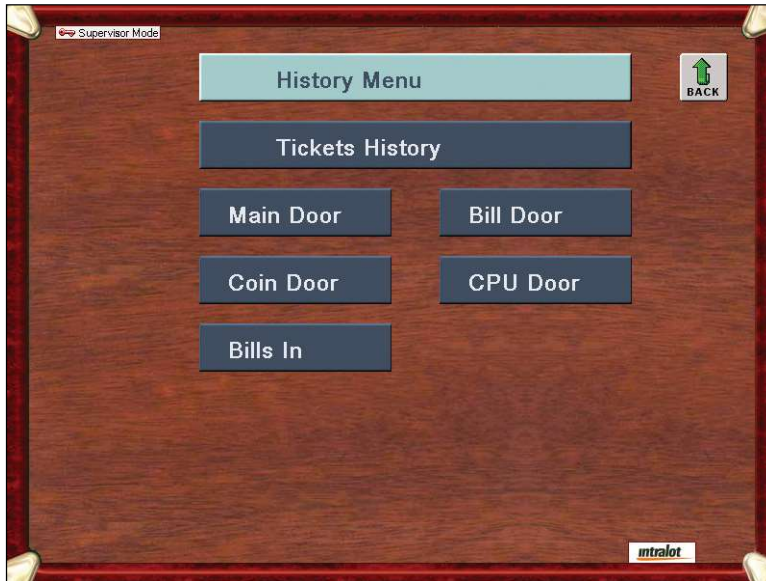 Supervisor Mode
History Menu
BACK
Tickets History
Main Door
Bill Door
Coin Door
CPU Door
Bills In
intralot